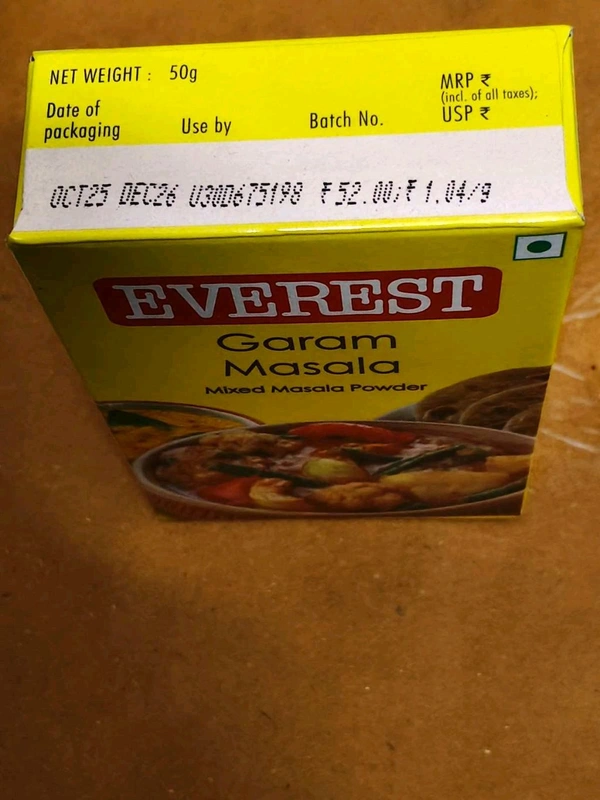 NET WEIGHT : 50g
Date of packaging
Use by
Batch No.
MRP ₹
(incl. of all taxes);
USP ₹
OCT25 DEC26 U30D675198 ₹52.00;₹1.04/g
EVEREST
Garam
Masala
Mixed Masala Powder